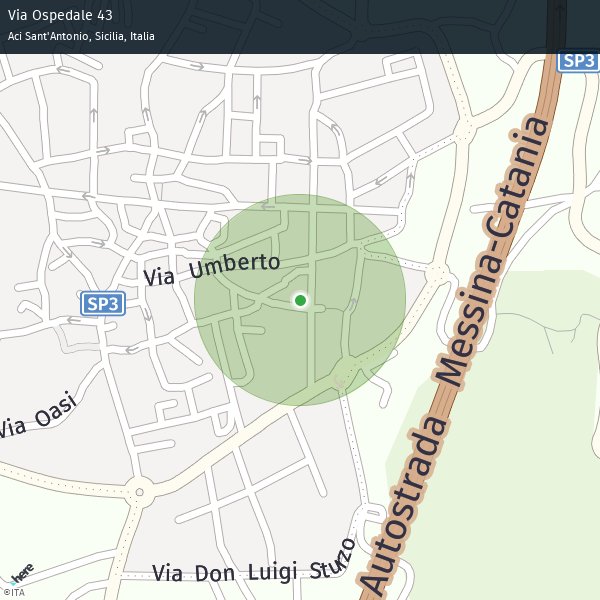 Via Ospedale 43
Aci Sant'Antonio, Sicilia, Italia
SP3
Messina-Catania
Via Umberto
SP3
Via Oasi
Autostrada
Via Don Luigi Sturzo
here
©ITA